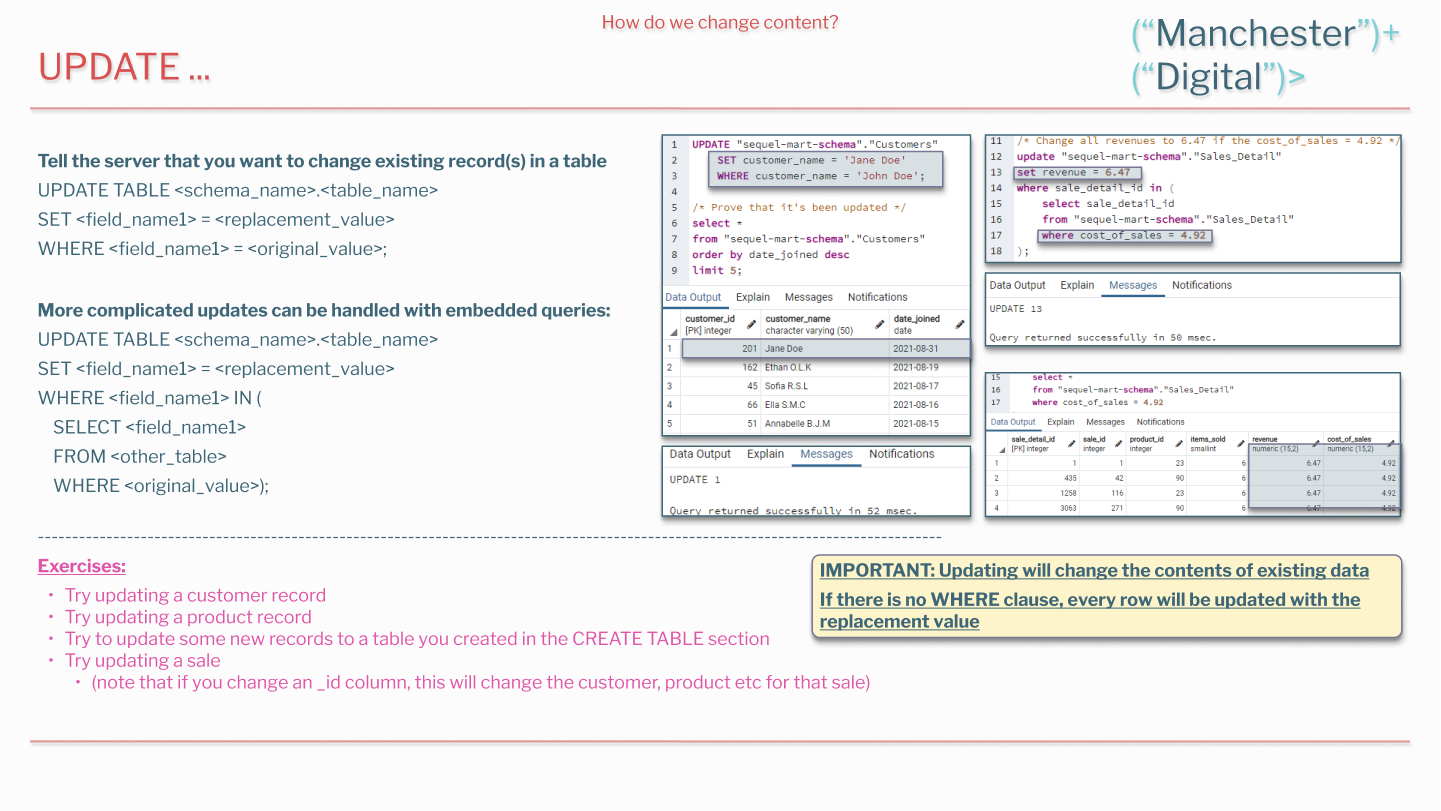 How do we change content?
UPDATE ...
(“Manchester”)+
(“Digital”)>
Tell the server that you want to change existing record(s) in a table
UPDATE TABLE <schema_name>.<table_name>
SET <field_name1> = <replacement_value>
WHERE <field_name1> = <original_value>;
More complicated updates can be handled with embedded queries:
UPDATE TABLE <schema_name>.<table_name>
SET <field_name1> = <replacement_value>
WHERE <field_name1> IN (
SELECT <field_name1>
FROM <other_table>
WHERE <original_value>);
1 UPDATE "sequel-mart-schema"."Customers"
2 SET customer_name = 'Jane Doe'
3 WHERE customer_name = 'John Doe';
4
5 /* Prove that it's been updated */
6 select *
7 from "sequel-mart-schema"."Customers"
8 order by date_joined desc
9 limit 5;
Data Output Explain Messages Notifications
customer_id customer_name date_joined
[PK] integer character varying (50) date
1 201 Jane Doe 2021-08-31
2 162 Ethan O.L.K 2021-08-19
3 45 Sofia R.S.L 2021-08-17
4 66 Ella S.M.C 2021-08-16
5 51 Annabelle B.J.M 2021-08-15
Data Output Explain Messages Notifications
UPDATE 1
Query returned successfully in 52 msec.
11 /* Change all revenues to 6.47 if the cost_of_sales = 4.92 */
12 update "sequel-mart-schema"."Sales_Detail"
13 set revenue = 6.47
14 where sale_detail_id in (
15 select sale_detail_id
16 from "sequel-mart-schema"."Sales_Detail"
17 where cost_of_sales = 4.92
18 );
Data Output Explain Messages Notifications
UPDATE 13
Query returned successfully in 50 msec.
15 select *
16 from "sequel-mart-schema"."Sales_Detail"
17 where cost_of_sales = 4.92
Data Output Explain Messages Notifications
sale_detail_id sale_id product_id items_sold revenue cost_of_sales
[PK] integer integer integer smallint numeric (15,2) numeric (15,2)
1 1 1 23 6 6.47 4.92
2 435 42 90 6 6.47 4.92
3 1258 116 23 6 6.47 4.92
4 3063 271 90 6 6.47 4.92
Exercises:
• Try updating a customer record
• Try updating a product record
• Try to update some new records to a table you created in the CREATE TABLE section
• Try updating a sale
• (note that if you change an _id column, this will change the customer, product etc for that sale)
IMPORTANT: Updating will change the contents of existing data
If there is no WHERE clause, every row will be updated with the
replacement value